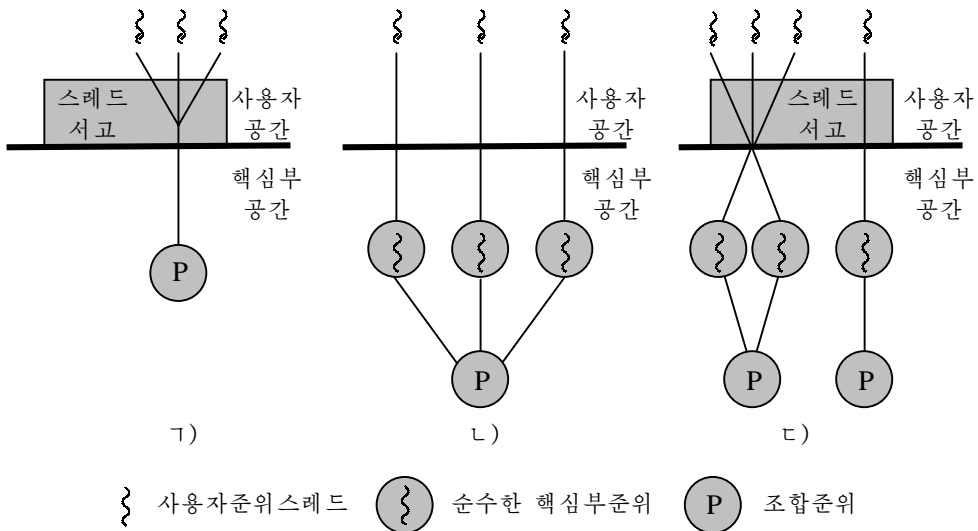 스레드 서고
사용자 공간
핵심부 공간
P
ㄱ)
사용자 공간
핵심부 공간
P
ㄴ)
스레드 서고
사용자 공간
핵심부 공간
P P
ㄷ)
사용자준위스레드 순수한 핵심부준위 P 조합준위